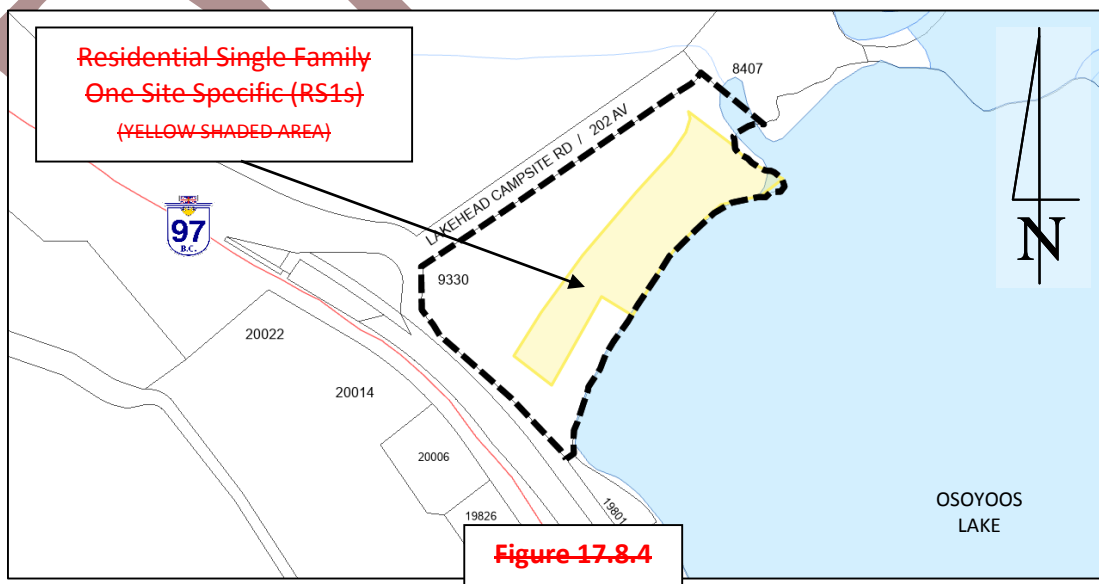 Residential Single Family
One Site Specific (RS1s)
(YELLOW SHADED AREA)
8407
LAKEHEAD CAMPSITE RD / 202 AV
97
B.C.
9330
N
20022
20014
20006
19826
19801
OSOYOOS
LAKE
Figure 17.8.4